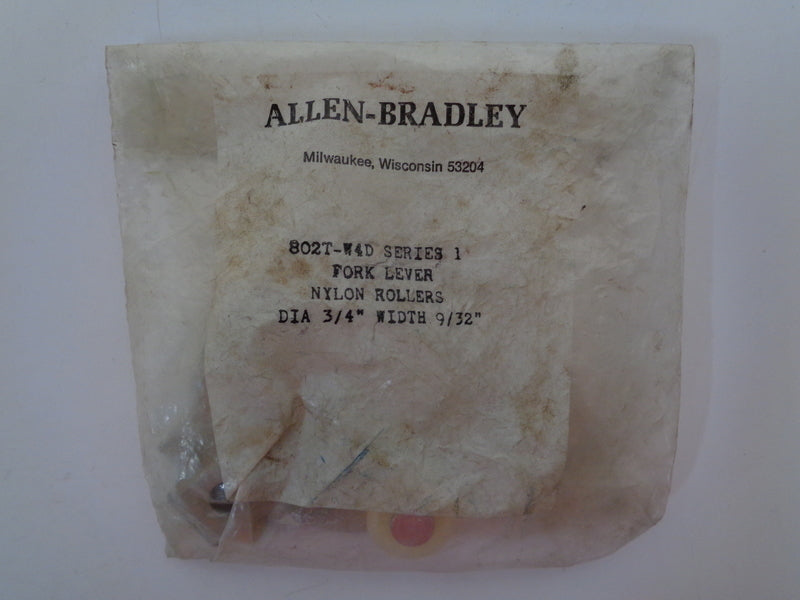 ALLEN-BRADLEY
Milwaukee, Wisconsin 53204
802T-W4D SERIES 1
FORK LEVER
NYLON ROLLERS
DIA 3/4" WIDTH 9/32"